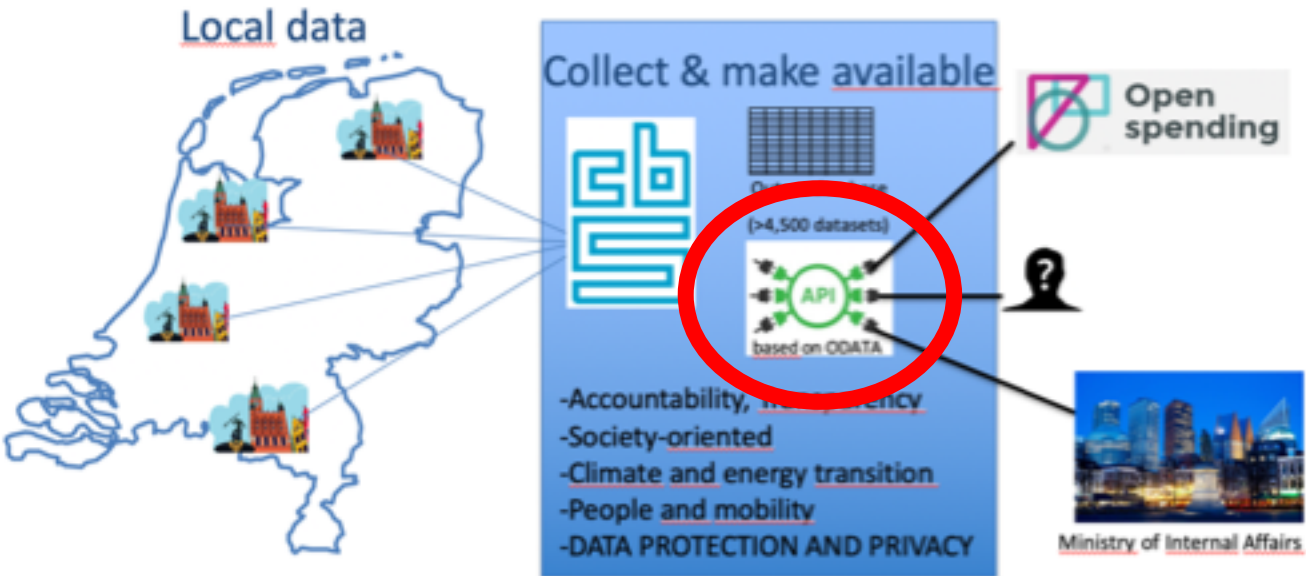 Local data
Collect & make available
cbs
(>4,500 datasets)
API
based on ODATA
-Accountability,
-Society-oriented
-Climate and energy transition
-People and mobility
-DATA PROTECTION AND PRIVACY
Open
spending
?
Ministry of Internal Affairs